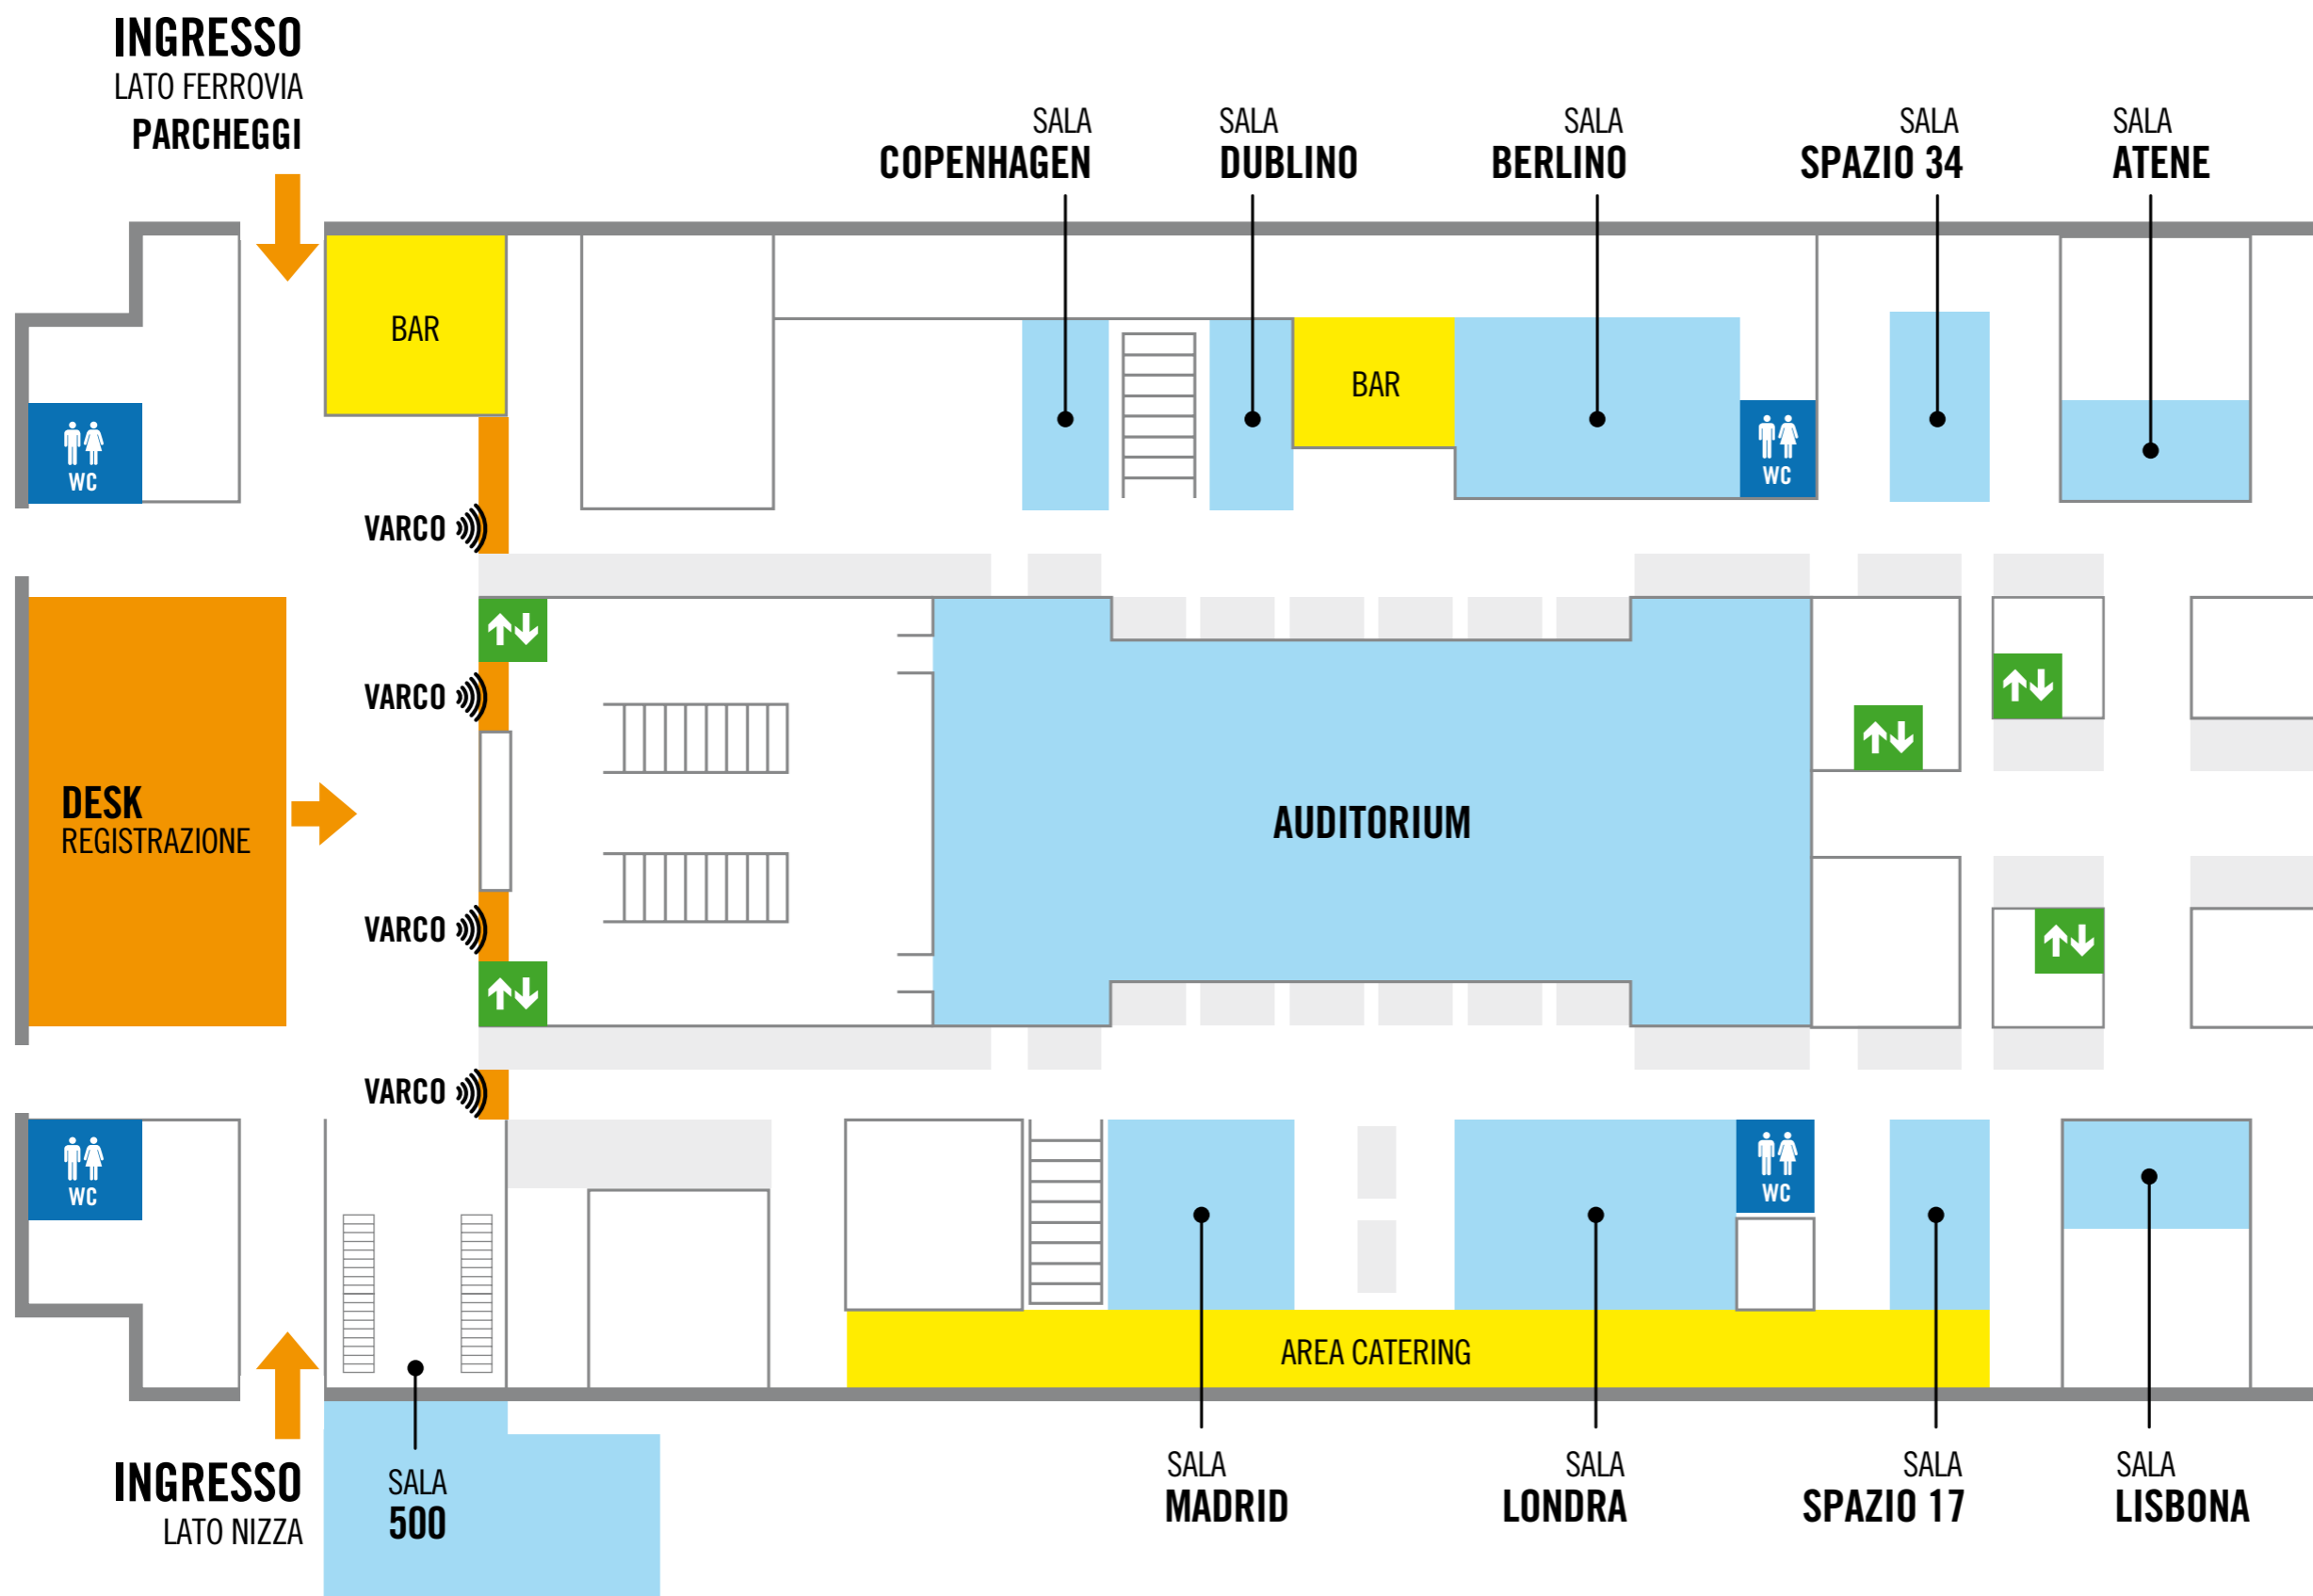 INGRESSO
LATO FERROVIA
PARCHEGGI
SALA
COPENHAGEN
SALA
DUBLINO
SALA
BERLINO
SALA
SPAZIO 34
SALA
ATENE
BAR
BAR
WC
WC
VARCO
VARCO
DESK
REGISTRAZIONE
AUDITORIUM
VARCO
VARCO
WC
WC
AREA CATERING
INGRESSO
LATO NIZZA
SALA
500
SALA
MADRID
SALA
LONDRA
SALA
SPAZIO 17
SALA
LISBONA